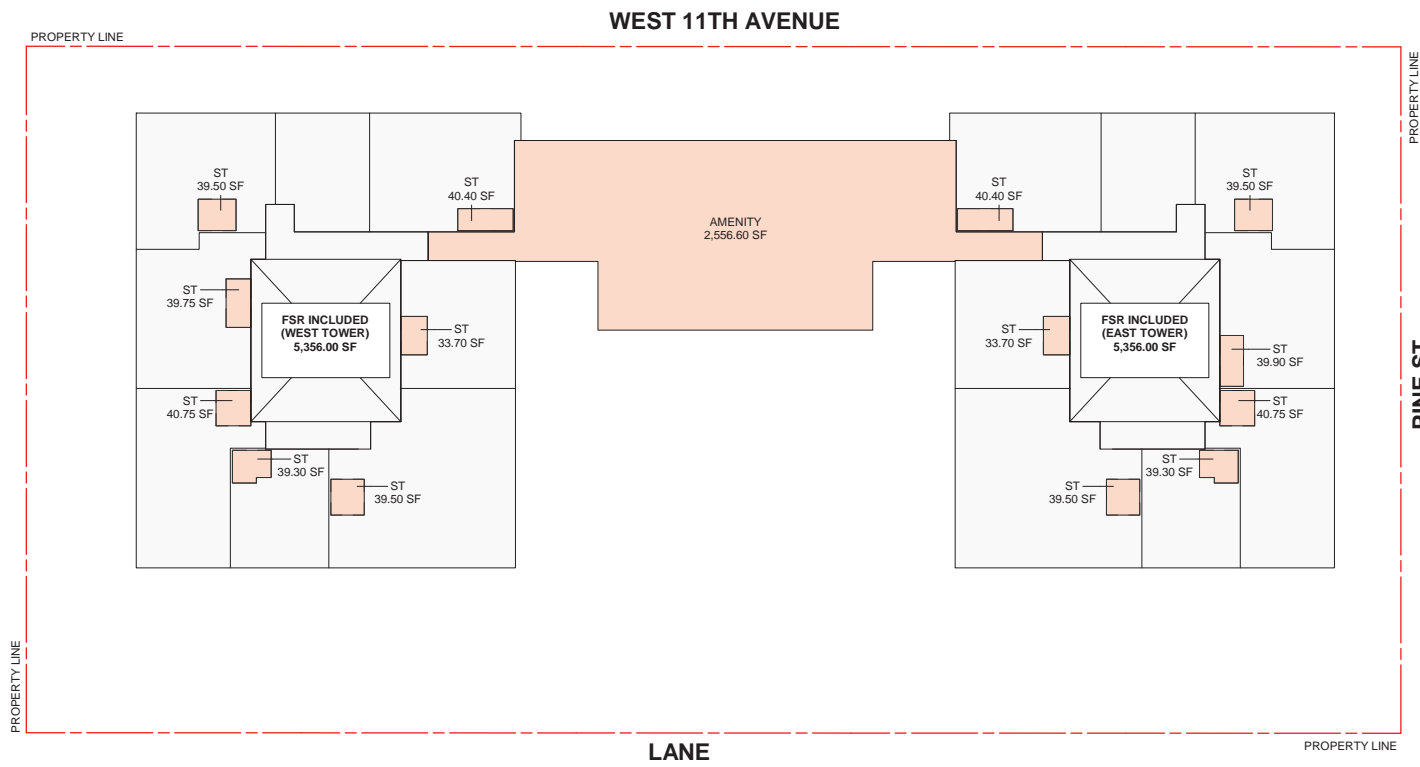 WEST 11TH AVENUE
PROPERTY LINE
PROPERTY LINE
ST
39.50 SF
ST
40.40 SF
AMENITY
2,556.60 SF
ST
40.40 SF
ST
39.50 SF
ST
39.75 SF
FSR INCLUDED
(WEST TOWER)
5,356.00 SF
ST
33.70 SF
ST
33.70 SF
FSR INCLUDED
(EAST TOWER)
5,356.00 SF
ST
39.90 SF
PINE ST
ST
40.75 SF
ST
40.75 SF
ST
39.30 SF
ST
39.50 SF
ST
39.50 SF
ST
39.30 SF
PROPERTY LINE
LANE
PROPERTY LINE